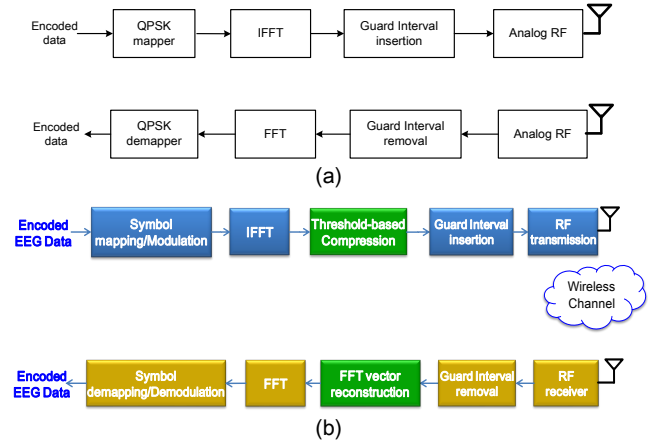 Encoded data
QPSK mapper
IFFT
Guard Interval insertion
Analog RF
Encoded data
QPSK demapper
FFT
Guard Interval removal
Analog RF
(a)
Encoded EEG Data
Symbol mapping/Modulation
IFFT
Threshold-based Compression
Guard Interval insertion
RF transmission
Wireless Channel
Encoded EEG Data
Symbol demapping/Demodulation
FFT
FFT vector reconstruction
Guard Interval removal
RF receiver
(b)